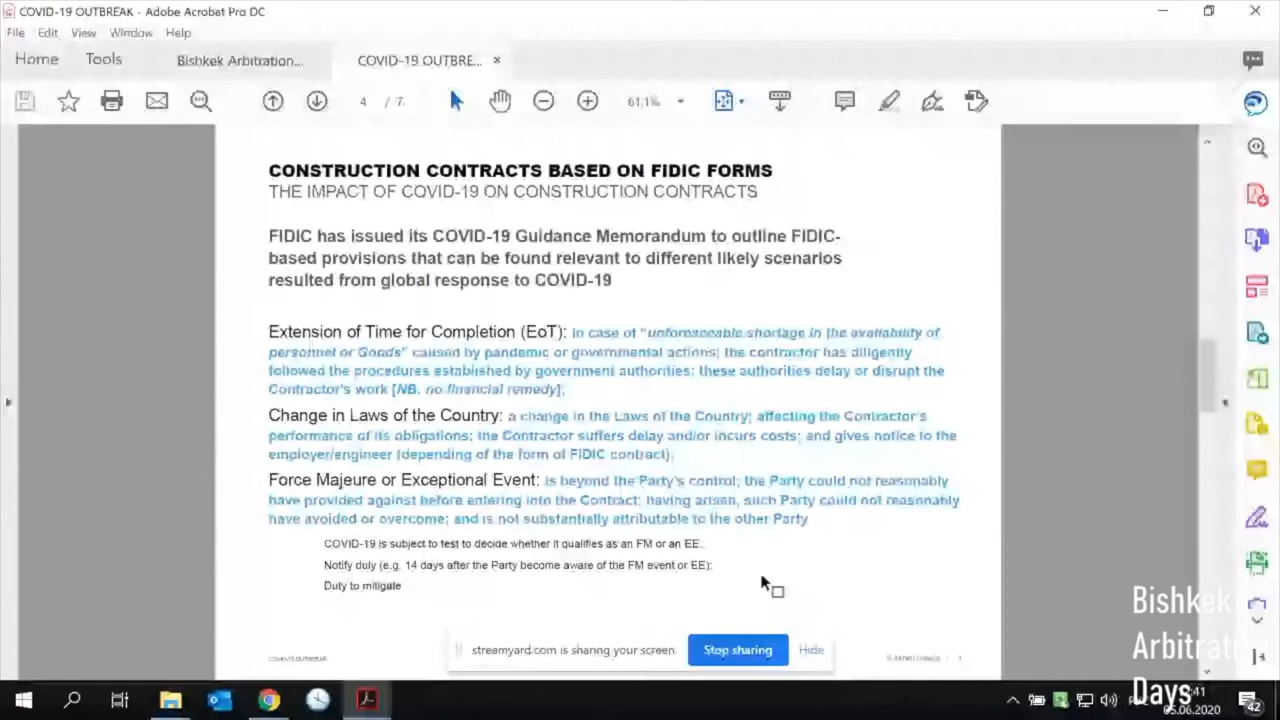 COVID-19 OUTBREAK - Adobe Acrobat Pro DC
File Edit View Window Help
Home Tools Bishkek Arbitration... COVID-19 OUTBRE... ×
4 / 7 61,1%
CONSTRUCTION CONTRACTS BASED ON FIDIC FORMS
THE IMPACT OF COVID-19 ON CONSTRUCTION CONTRACTS
FIDIC has issued its COVID-19 Guidance Memorandum to outline FIDIC-
based provisions that can be found relevant to different likely scenarios
resulted from global response to COVID-19
Extension of Time for Completion (EoT): in case of "unforeseeable shortage in the availability of
personnel or Goods" caused by pandemic or governmental actions; the contractor has diligently
followed the procedures established by government authorities; these authorities delay or disrupt the
Contractor's work [NB. no financial remedy];
Change in Laws of the Country: a change in the Laws of the Country; affecting the Contractor's
performance of its obligations; the Contractor suffers delay and/or incurs costs; and gives notice to the
employer/engineer (depending of the form of FIDIC contract);
Force Majeure or Exceptional Event: is beyond the Party's control; the Party could not reasonably
have provided against before entering into the Contract; having arisen, such Party could not reasonably
have avoided or overcome; and is not substantially attributable to the other Party
COVID-19 is subject to test to decide whether it qualifies as an FM or an EE.
Notify duly (e.g. 14 days after the Party become aware of the FM event or EE);
Duty to mitigate
COVID-19 OUTBREAK
streamyard.com is sharing your screen. Stop sharing Hide
Bishkek
Arbitration
Days
:41
05.06.2020
42